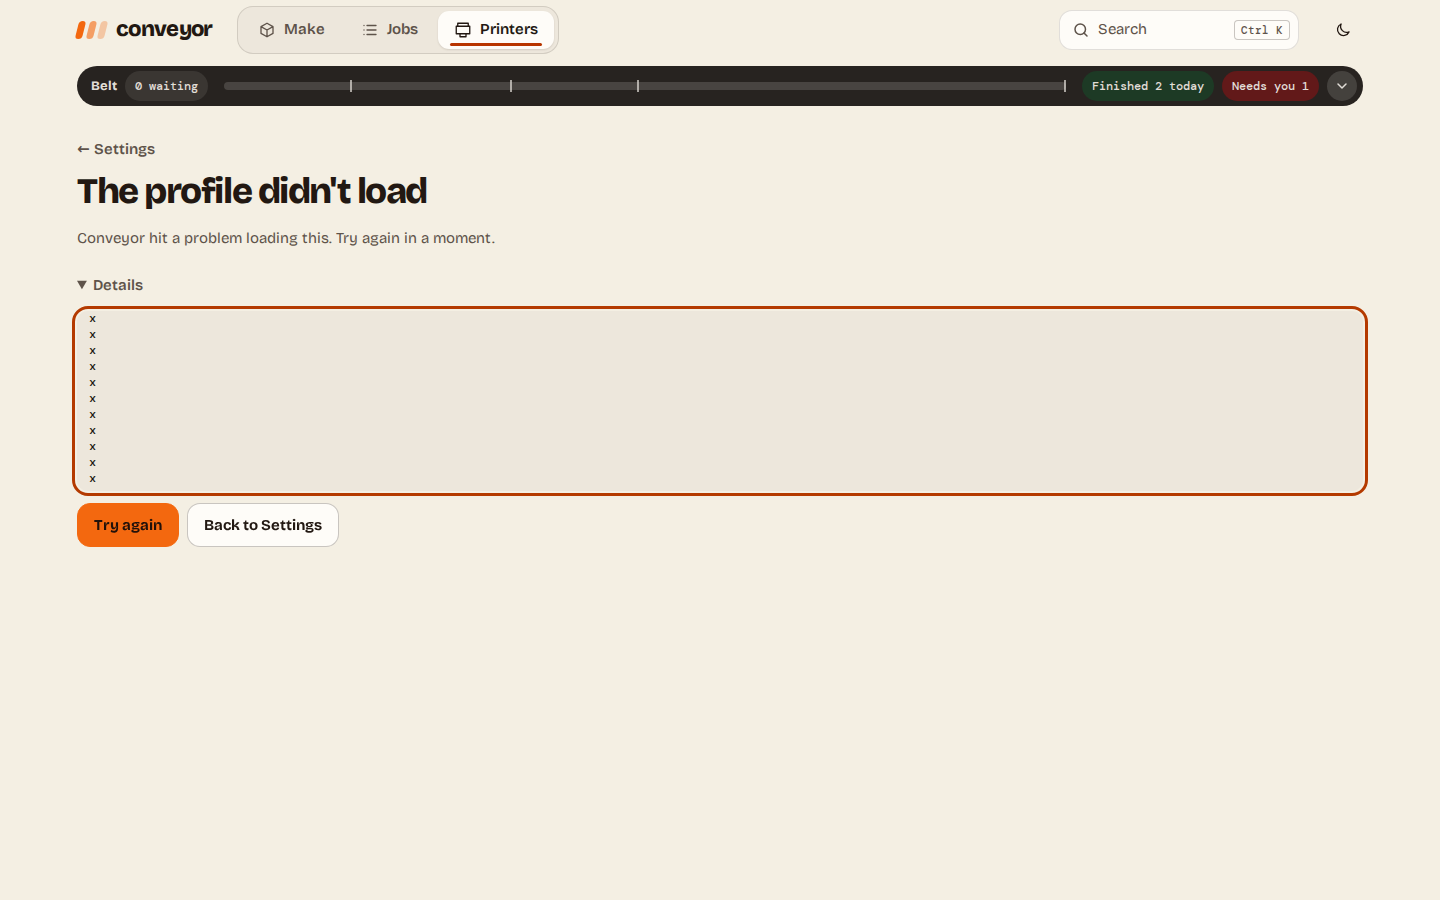 conveyor
Make
Jobs
Printers
Search
Ctrl K
Belt
0 waiting
Finished 2 today
Needs you 1
← Settings
The profile didn't load
Conveyor hit a problem loading this. Try again in a moment.
▼ Details
x
x
x
x
x
x
x
x
x
x
x
Try again
Back to Settings